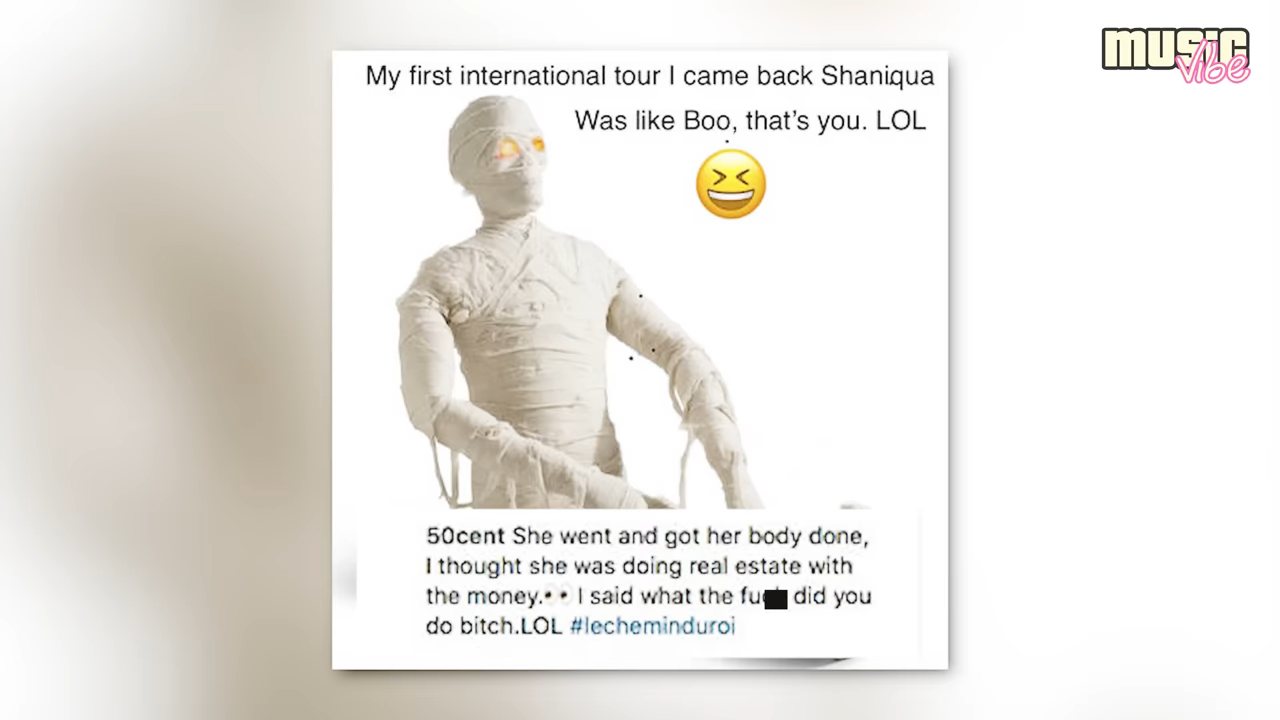 music
vibe
My first international tour I came back Shaniqua
Was like Boo, that's you. LOL
50cent She went and got her body done,
I thought she was doing real estate with
the money.👀 I said what the fu did you
do bitch.LOL #lecheminduroi